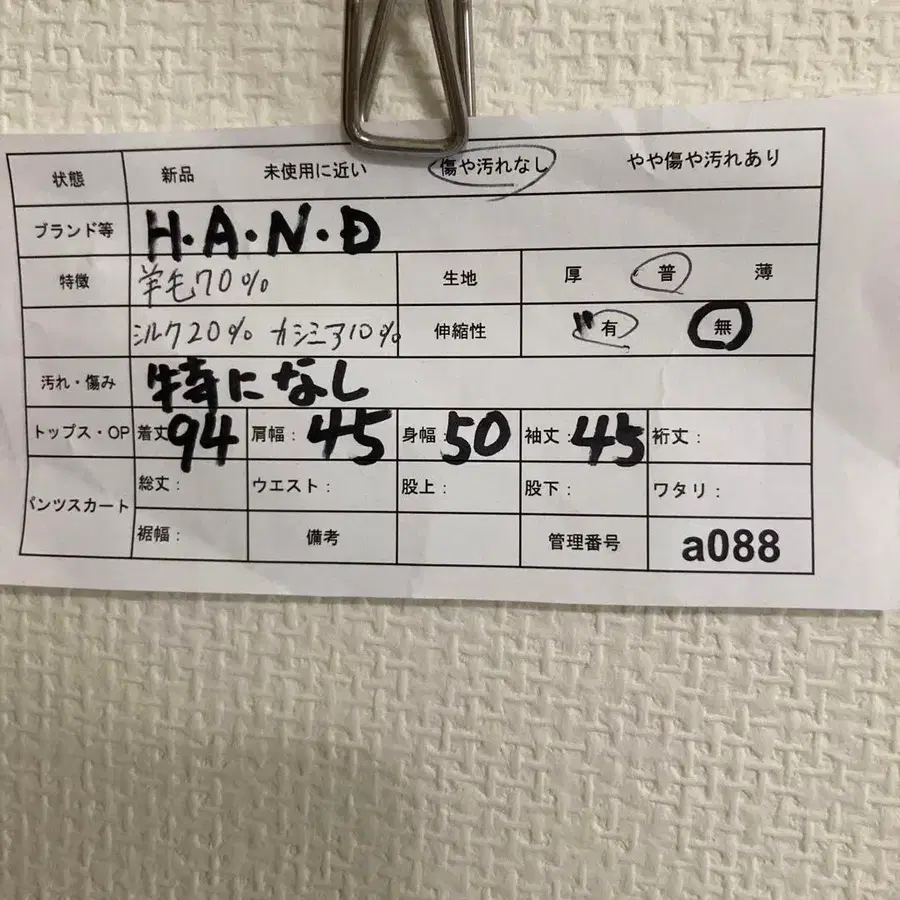 状態 新品 未使用に近い 傷や汚れなし やや傷や汚れあり
ブランド等 H・A・N・D
特徴 羊毛70% 生地 厚 普 薄
シルク20% カシミア10% 伸縮性 有 無
汚れ・傷み 特になし
トップス・OP 着丈 94 肩幅: 45 身幅: 50 袖丈: 45 裄丈:
パンツスカート 総丈: ウエスト: 股上: 股下: ワタリ:
裾幅: 備考 管理番号 a088